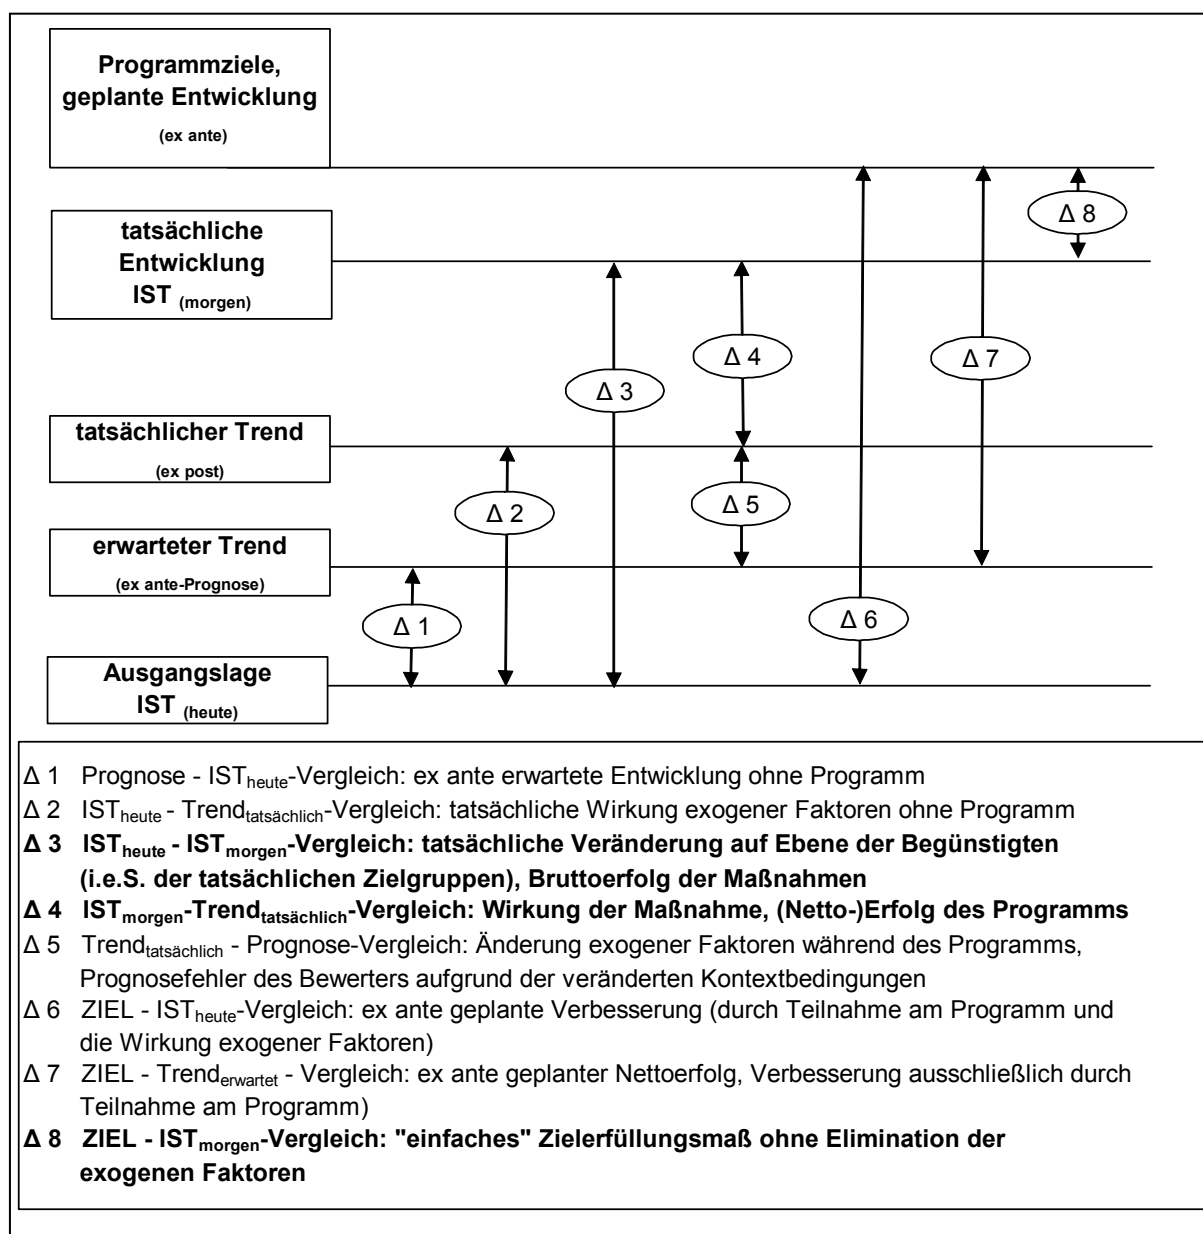 Programmziele,
geplante Entwicklung
(ex ante)
Δ 8
tatsächliche
Entwicklung
IST (morgen)
Δ 4
Δ 7
Δ 3
tatsächlicher Trend
(ex post)
Δ 5
Δ 2
erwarteter Trend
(ex ante-Prognose)
Δ 6
Δ 1
Ausgangslage
IST (heute)
Δ 1 Prognose - ISTheute-Vergleich: ex ante erwartete Entwicklung ohne Programm
Δ 2 ISTheute - Trendtatsächlich-Vergleich: tatsächliche Wirkung exogener Faktoren ohne Programm
Δ 3 ISTheute - ISTmorgen-Vergleich: tatsächliche Veränderung auf Ebene der Begünstigten
(i.e.S. der tatsächlichen Zielgruppen), Bruttoerfolg der Maßnahmen
Δ 4 ISTmorgen-Trendtatsächlich-Vergleich: Wirkung der Maßnahme, (Netto-)Erfolg des Programms
Δ 5 Trendtatsächlich - Prognose-Vergleich: Änderung exogener Faktoren während des Programms,
Prognosefehler des Bewerters aufgrund der veränderten Kontextbedingungen
Δ 6 ZIEL - ISTheute-Vergleich: ex ante geplante Verbesserung (durch Teilnahme am Programm und
die Wirkung exogener Faktoren)
Δ 7 ZIEL - Trenderwartet - Vergleich: ex ante geplanter Nettoerfolg, Verbesserung ausschließlich durch
Teilnahme am Programm)
Δ 8 ZIEL - ISTmorgen-Vergleich: "einfaches" Zielerfüllungsmaß ohne Elimination der
exogenen Faktoren